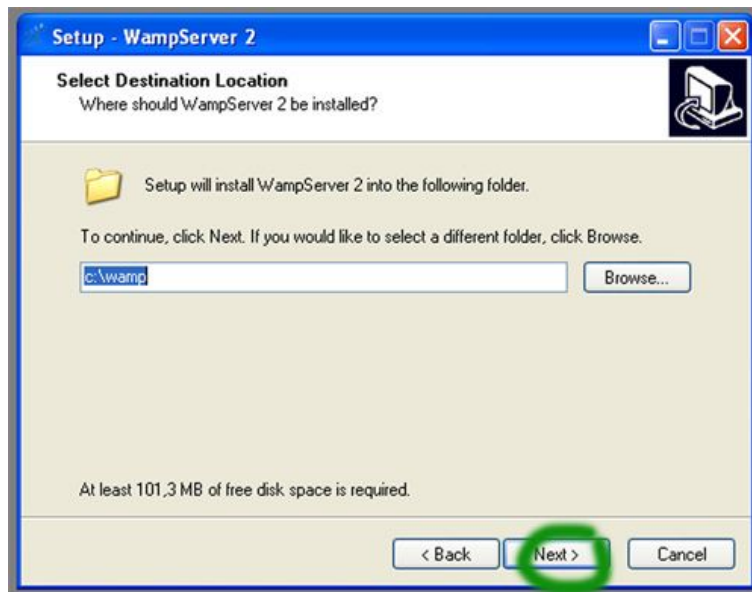 Setup - WampServer 2
Select Destination Location
Where should WampServer 2 be installed?
Setup will install WampServer 2 into the following folder.
To continue, click Next. If you would like to select a different folder, click Browse.
c:\wamp
Browse...
At least 101,3 MB of free disk space is required.
< Back Next > Cancel